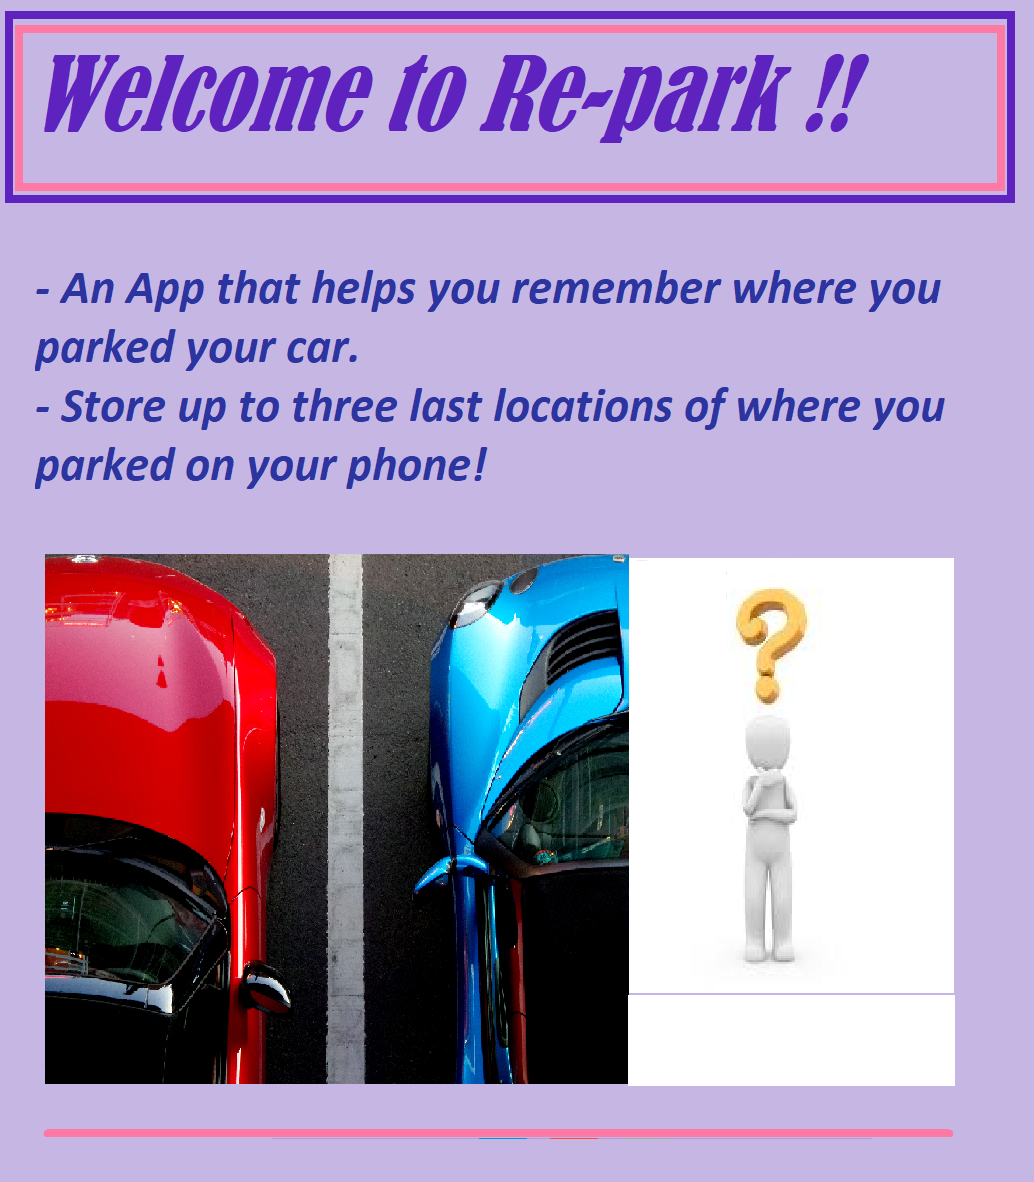 Welcome to Re-park !!
- An App that helps you remember where you
parked your car.
- Store up to three last locations of where you
parked on your phone!
?